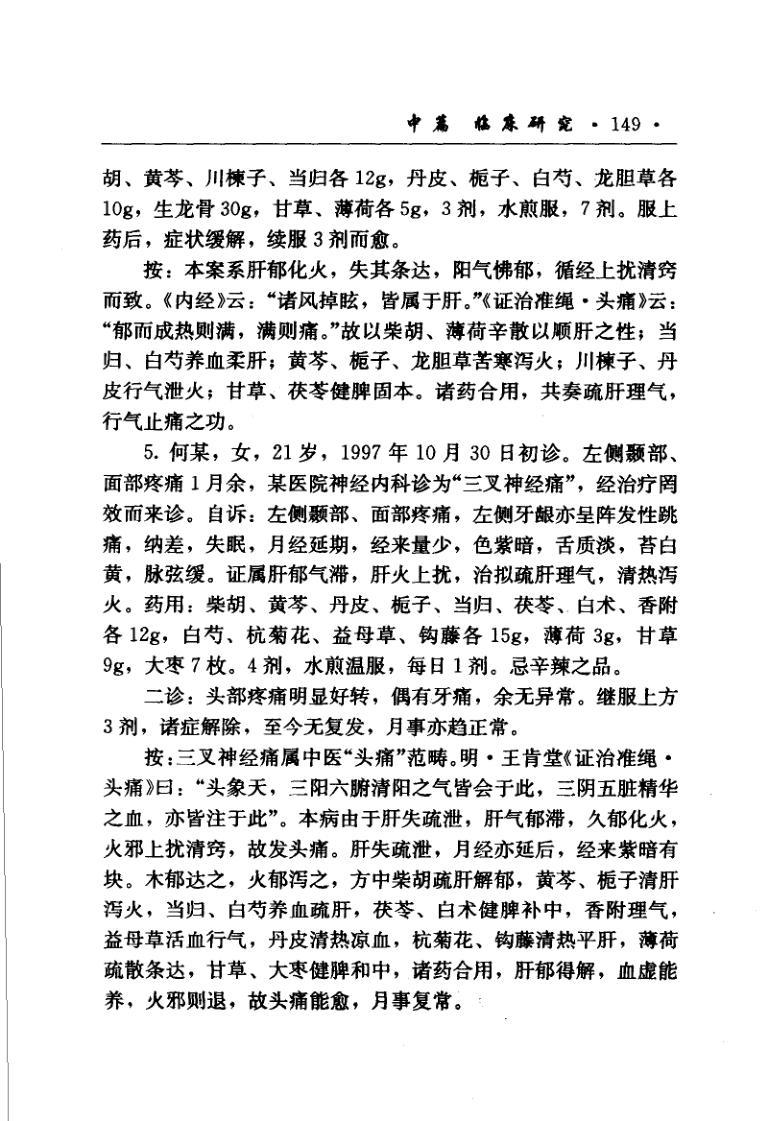 中篇 临床研究 · 149 ·
胡、黄芩、川楝子、当归各 12g，丹皮、栀子、白芍、龙胆草各
10g，生龙骨 30g，甘草、薄荷各 5g，3 剂，水煎服，7 剂。服上
药后，症状缓解，续服 3 剂而愈。
按：本案系肝郁化火，失其条达，阳气怫郁，循经上扰清窍
而致。《内经》云：“诸风掉眩，皆属于肝。”《证治准绳·头痛》云：
“郁而成热则满，满则痛。”故以柴胡、薄荷辛散以顺肝之性；当
归、白芍养血柔肝；黄芩、栀子、龙胆草苦寒泻火；川楝子、丹
皮行气泄火；甘草、茯苓健脾固本。诸药合用，共奏疏肝理气，
行气止痛之功。
5. 何某，女，21 岁，1997 年 10 月 30 日初诊。左侧颞部、
面部疼痛 1 月余，某医院神经内科诊为“三叉神经痛”，经治疗罔
效而来诊。自诉：左侧颞部、面部疼痛，左侧牙龈亦呈阵发性跳
痛，纳差，失眠，月经延期，经来量少，色紫暗，舌质淡，苔白
黄，脉弦缓。证属肝郁气滞，肝火上扰，治拟疏肝理气，清热泻
火。药用：柴胡、黄芩、丹皮、栀子、当归、茯苓、白术、香附
各 12g，白芍、杭菊花、益母草、钩藤各 15g，薄荷 3g，甘草
9g，大枣 7 枚。4 剂，水煎温服，每日 1 剂。忌辛辣之品。
二诊：头部疼痛明显好转，偶有牙痛，余无异常。继服上方
3 剂，诸症解除，至今无复发，月事亦趋正常。
按：三叉神经痛属中医“头痛”范畴。明·王肯堂《证治准绳·
头痛》曰：“头象天，三阳六腑清阳之气皆会于此，三阴五脏精华
之血，亦皆注于此”。本病由于肝失疏泄，肝气郁滞，久郁化火，
火邪上扰清窍，故发头痛。肝失疏泄，月经亦延后，经来紫暗有
块。木郁达之，火郁泻之，方中柴胡疏肝解郁，黄芩、栀子清肝
泻火，当归、白芍养血疏肝，茯苓、白术健脾补中，香附理气，
益母草活血行气，丹皮清热凉血，杭菊花、钩藤清热平肝，薄荷
疏散条达，甘草、大枣健脾和中，诸药合用，肝郁得解，血虚能
养，火邪则退，故头痛能愈，月事复常。